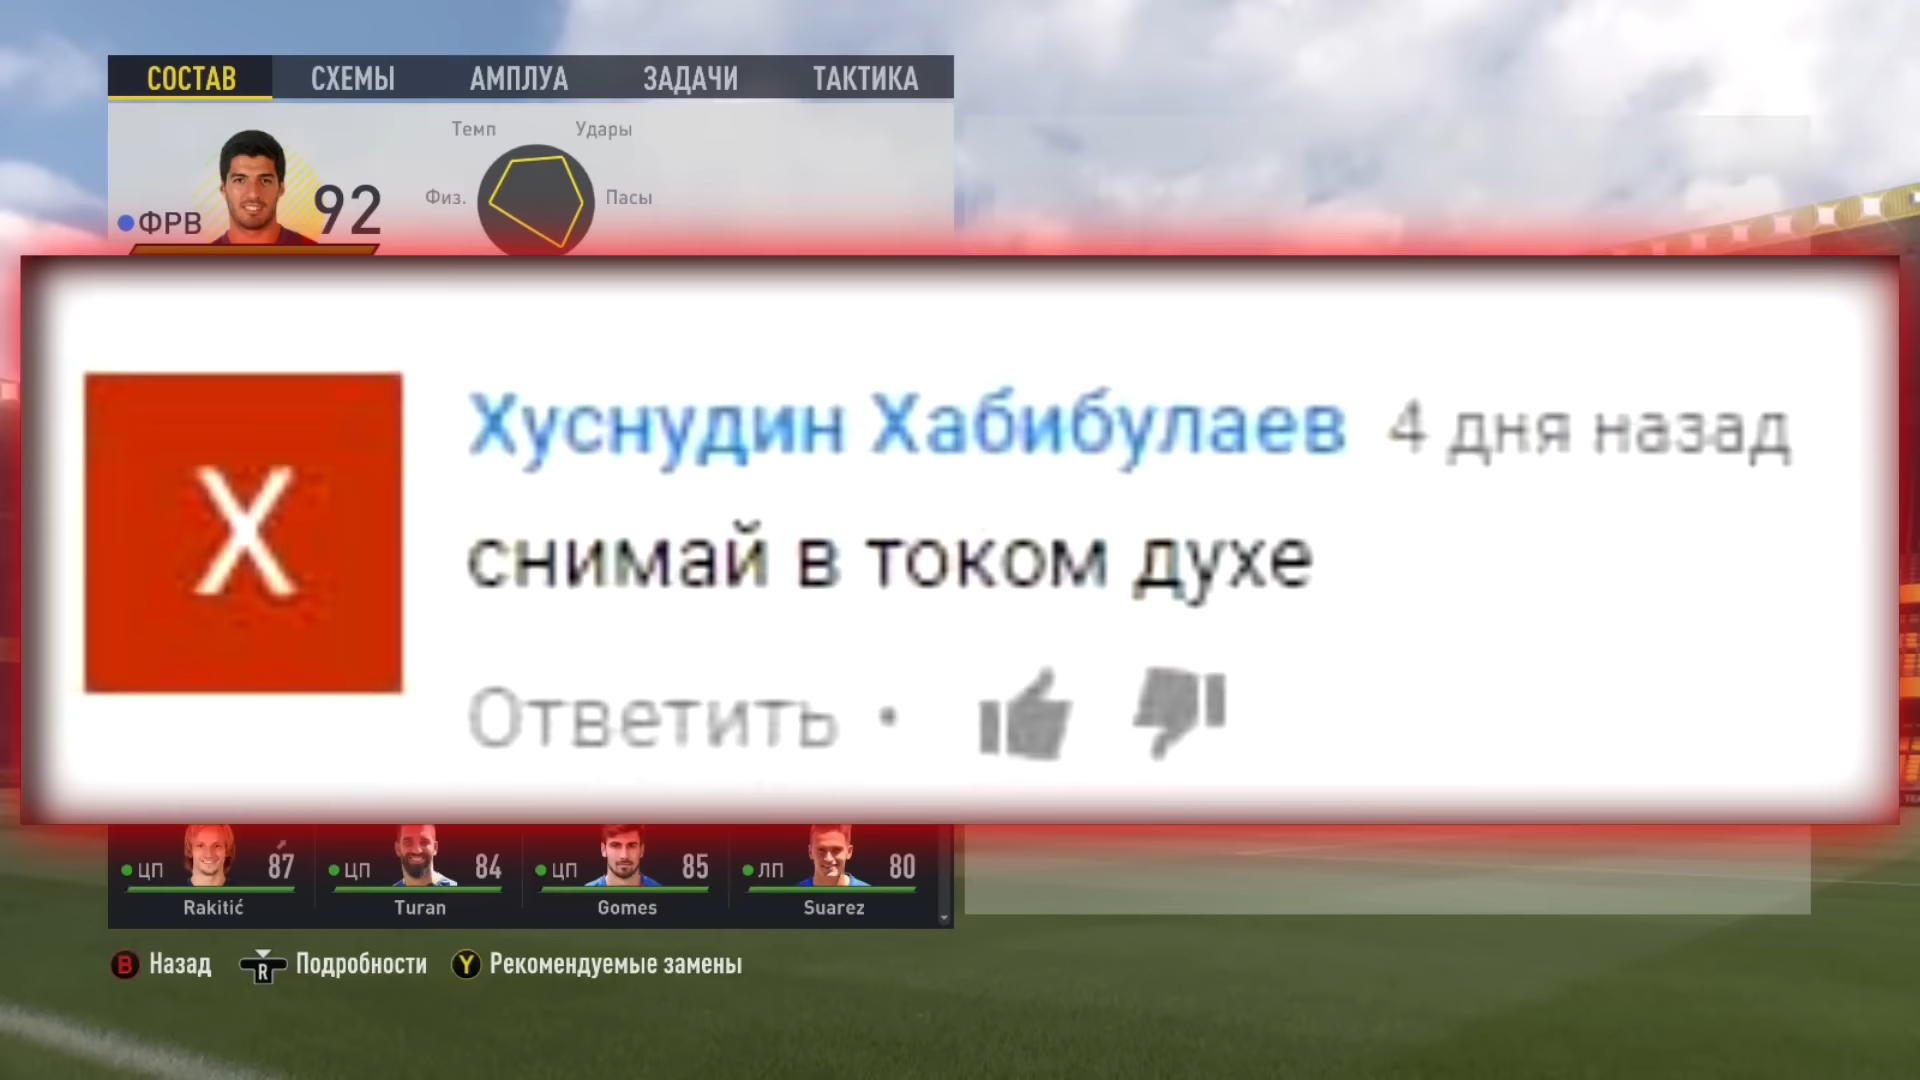 СОСТАВ СХЕМЫ АМПЛУА ЗАДАЧИ ТАКТИКА
Темп Удары
ФРВ 92 Физ. Пасы
Хуснудин Хабибулаев 4 дня назад
X
снимай в током духе
Ответить •
ЦП 87 ЦП 84 ЦП 85 ЛП 80
Rakitić Turan Gomes Suarez
B Назад R Подробности Y Рекомендуемые замены